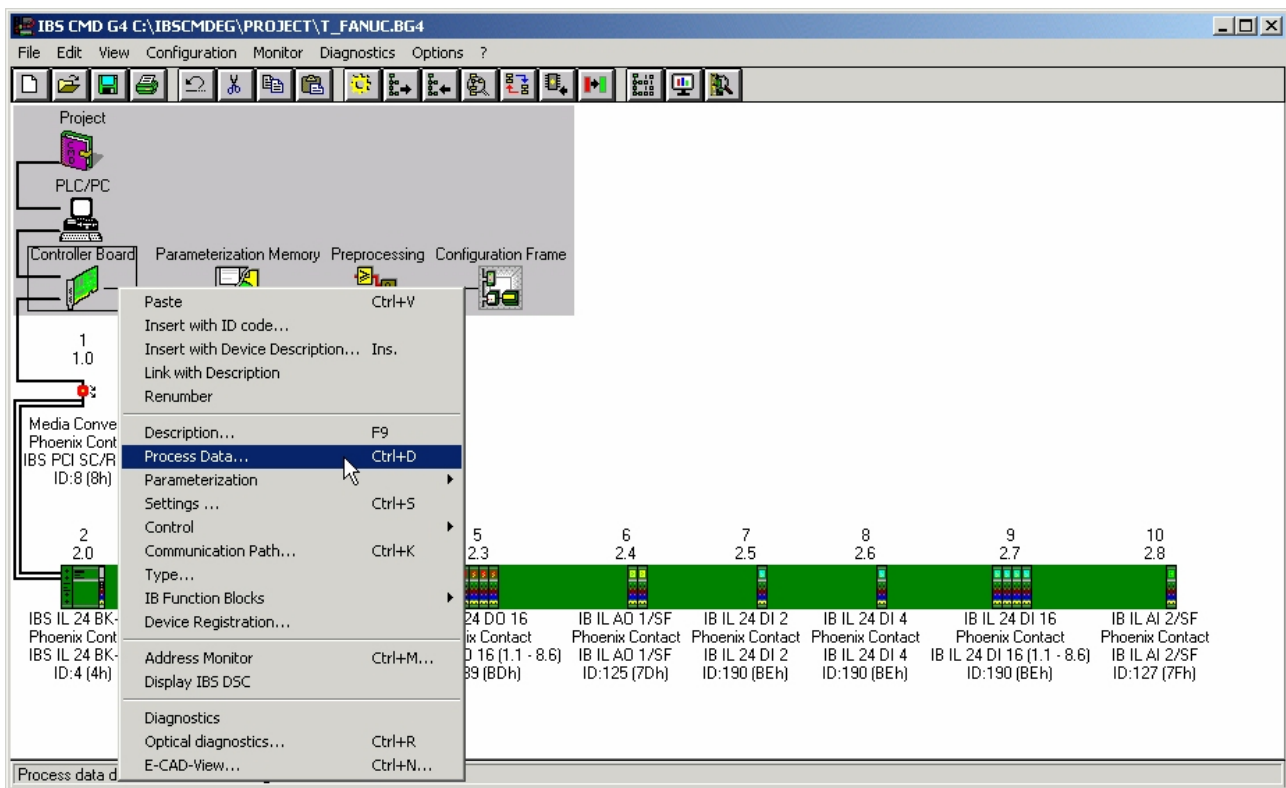 IBS CMD G4 C:\IBSCMDEG\PROJECT\T_FANUC.BG4
File Edit View Configuration Monitor Diagnostics Options ?
Project
PLC/PC
Controller Board Parameterization Memory Preprocessing Configuration Frame
Paste Ctrl+V
Insert with ID code...
Insert with Device Description... Ins.
Link with Description
Renumber
Description... F9
Process Data... Ctrl+D
Parameterization
Settings ... Ctrl+S
Control
Communication Path... Ctrl+K
Type...
IB Function Blocks
Device Registration...
Address Monitor Ctrl+M...
Display IBS DSC
Diagnostics
Optical diagnostics... Ctrl+R
E-CAD-View... Ctrl+N...
1
1.0
Media Conve
Phoenix Cont
IBS PCI SC/R
ID:8 (8h)
2 5 6 7 8 9 10
2.0 2.3 2.4 2.5 2.6 2.7 2.8
IBS IL 24 BK- 24 DO 16 IB IL AO 1/SF IB IL 24 DI 2 IB IL 24 DI 4 IB IL 24 DI 16 IB IL AI 2/SF
Phoenix Cont ix Contact Phoenix Contact Phoenix Contact Phoenix Contact Phoenix Contact Phoenix Contact
IBS IL 24 BK- O 16 (1.1 - 8.6) IB IL AO 1/SF IB IL 24 DI 2 IB IL 24 DI 4 IB IL 24 DI 16 (1.1 - 8.6) IB IL AI 2/SF
ID:4 (4h) 89 (BDh) ID:125 (7Dh) ID:190 (BEh) ID:190 (BEh) ID:190 (BEh) ID:127 (7Fh)
Process data d